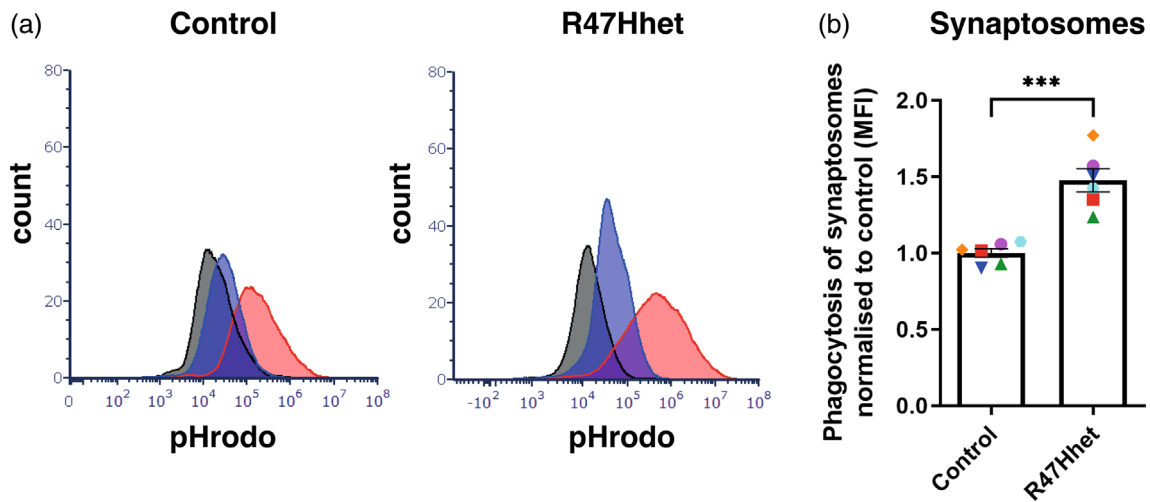 (a)
Control
count
80
60
40
20
0
0 10² 10³ 10⁴ 10⁵ 10⁶ 10⁷ 10⁸
pHrodo
R47Hhet
count
80
60
40
20
0
-10² 10³ 10⁴ 10⁵ 10⁶ 10⁷ 10⁸
pHrodo
(b)
Synaptosomes
Phagocytosis of synaptosomes
normalised to control (MFI)
***
2.0
1.5
1.0
0.5
0.0
Control
R47Hhet